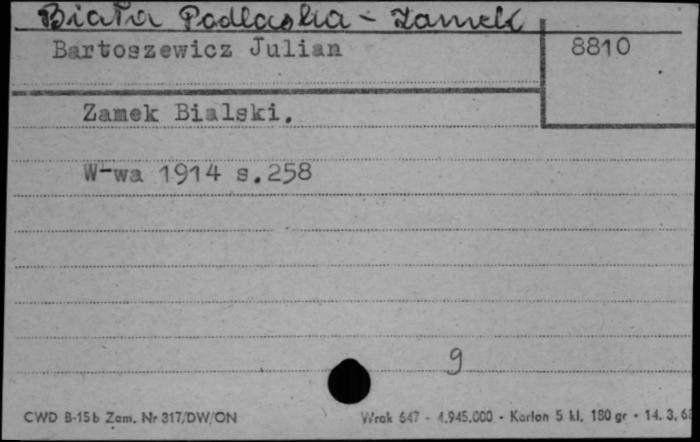 Biała Podlaska - Zamek
Bartoszewicz Julian
8810
Zamek Bialski.
W-wa 1914 s.258
9
CWD B-15b Zam. Nr 317/DW/ON
Wrak 647 - 4.945.000 - Karton 5 kl. 180 gr - 14. 3. 68